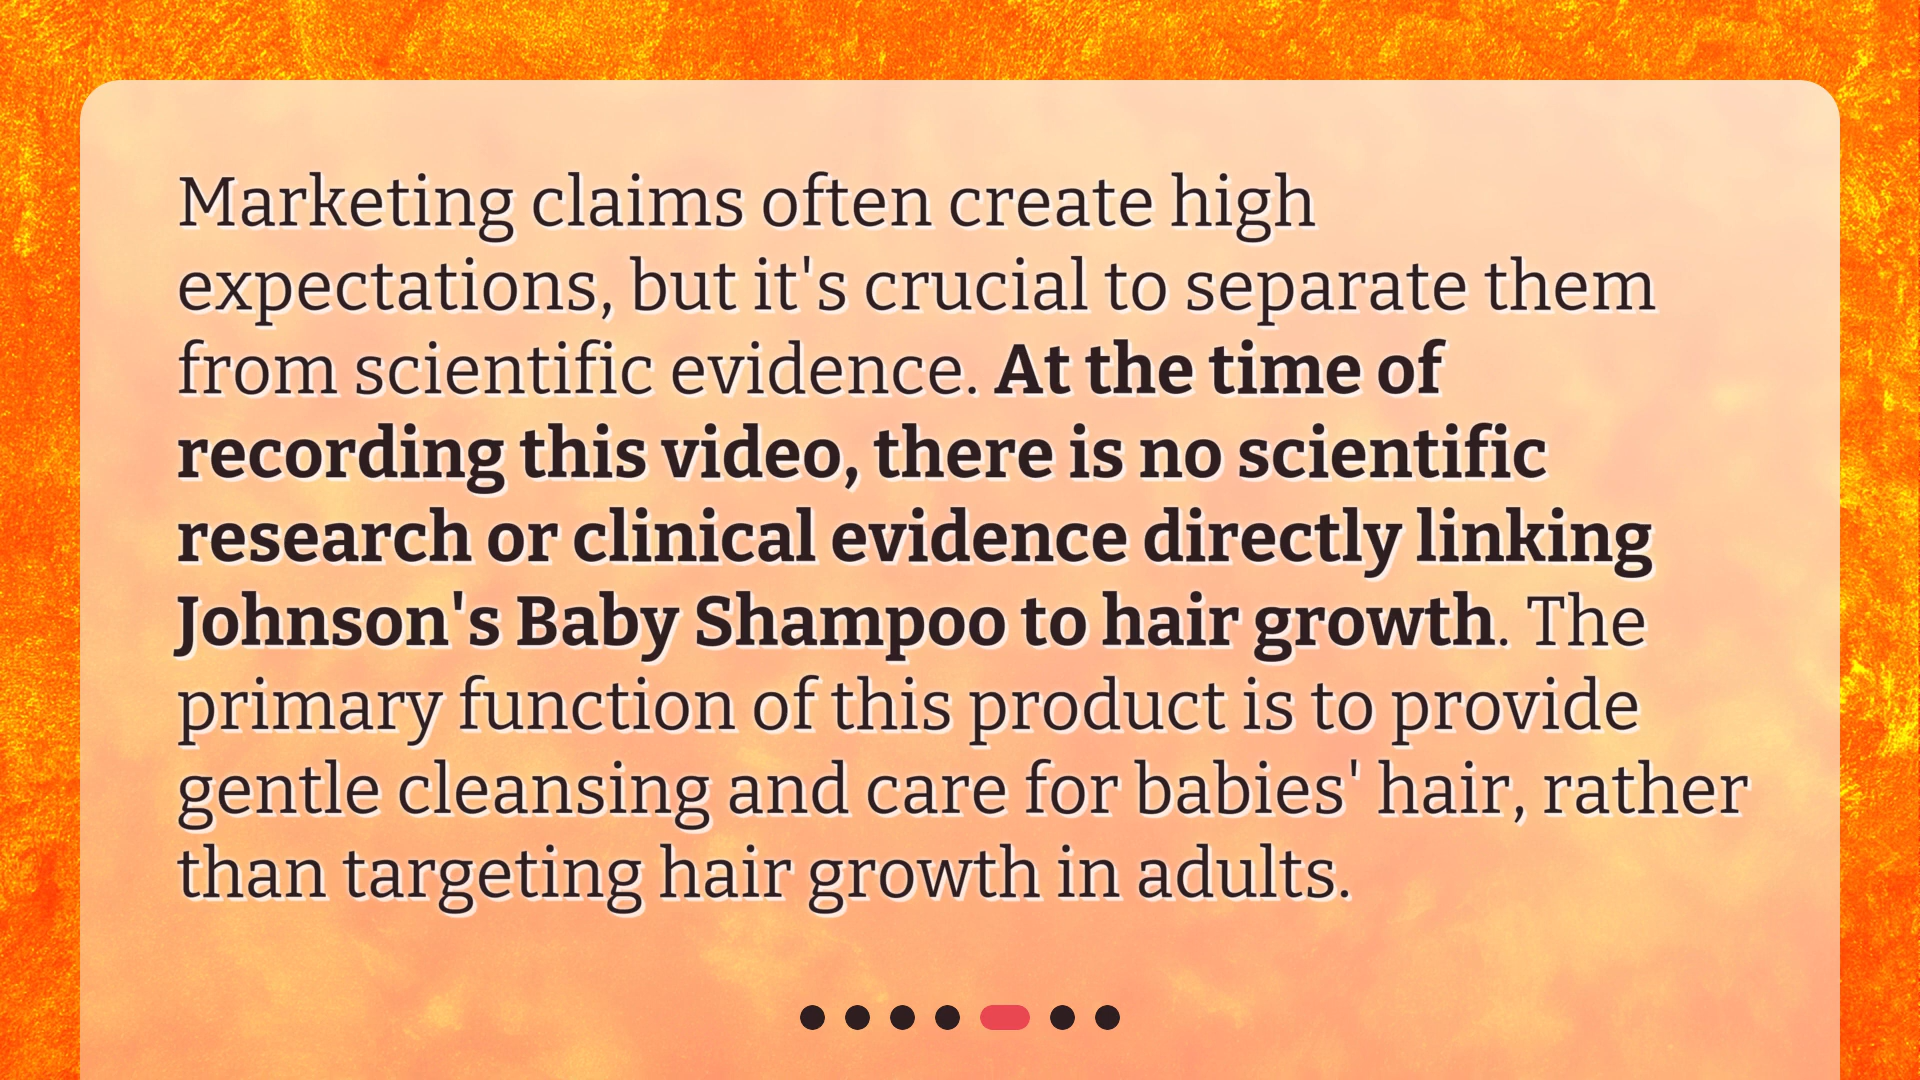 Marketing claims often create high
expectations, but it's crucial to separate them
from scientific evidence. At the time of
recording this video, there is no scientific
research or clinical evidence directly linking
Johnson's Baby Shampoo to hair growth. The
primary function of this product is to provide
gentle cleansing and care for babies' hair, rather
than targeting hair growth in adults.